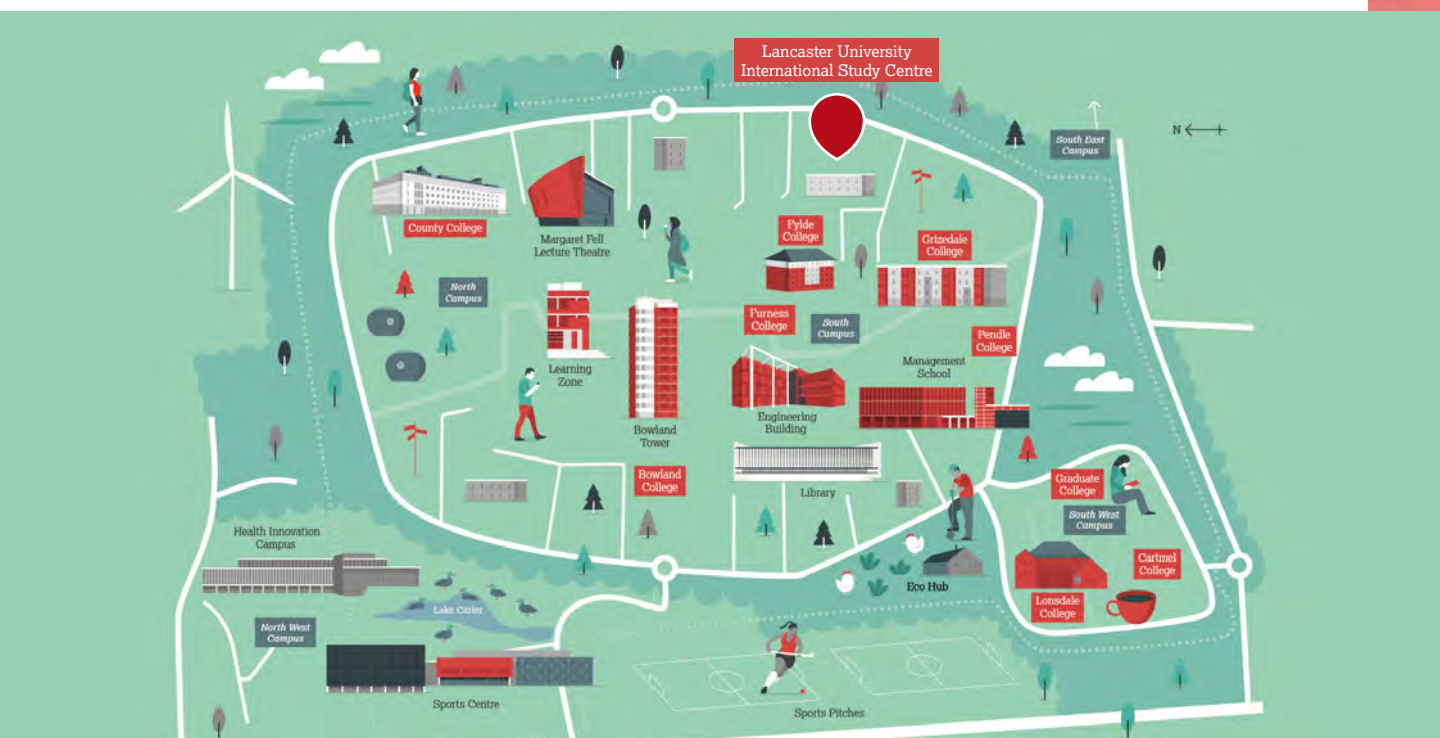 Lancaster University
International Study Centre
N
South East
Campus
County College
Margaret Fell
Lecture Theatre
Fylde
College
Grizedale
College
North
Campus
Furness
College
South
Campus
Pendle
College
Management
School
Learning
Zone
Engineering
Building
Bowland
Tower
Bowland
College
Library
Graduate
College
South West
Campus
Health Innovation
Campus
Cartmel
College
Eco Hub
Lonsdale
College
Lake Carter
North West
Campus
Sports Centre
Sports Pitches